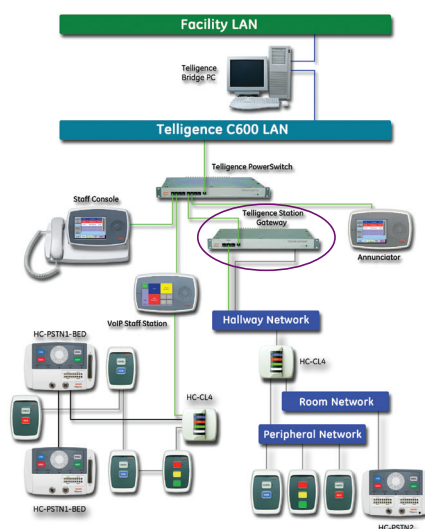 Facility LAN
Telligence
Bridge PC
Telligence C600 LAN
Telligence PowerSwitch
Staff Console
Telligence Station
Gateway
Annunciator
VoIP Staff Station
Hallway Network
HC-PSTN1-BED
HC-CL4
HC-CL4
Room Network
Peripheral Network
HC-PSTN1-BED
HC-PSTN2